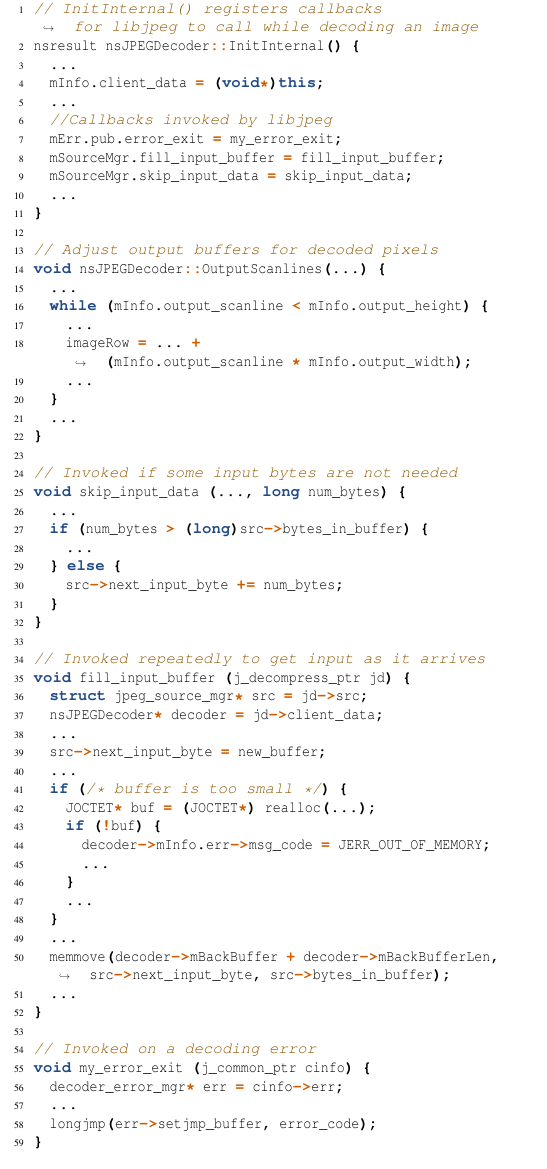 1 // InitInternal() registers callbacks
↪ for libjpeg to call while decoding an image
2 nsresult nsJPEGDecoder::InitInternal() {
3 ...
4 mInfo.client_data = (void*)this;
5 ...
6 //Callbacks invoked by libjpeg
7 mErr.pub.error_exit = my_error_exit;
8 mSourceMgr.fill_input_buffer = fill_input_buffer;
9 mSourceMgr.skip_input_data = skip_input_data;
10 ...
11 }
12
13 // Adjust output buffers for decoded pixels
14 void nsJPEGDecoder::OutputScanlines(...) {
15 ...
16 while (mInfo.output_scanline < mInfo.output_height) {
17 ...
18 imageRow = ... +
↪ (mInfo.output_scanline * mInfo.output_width);
19 ...
20 }
21 ...
22 }
23
24 // Invoked if some input bytes are not needed
25 void skip_input_data (..., long num_bytes) {
26 ...
27 if (num_bytes > (long)src->bytes_in_buffer) {
28 ...
29 } else {
30 src->next_input_byte += num_bytes;
31 }
32 }
33
34 // Invoked repeatedly to get input as it arrives
35 void fill_input_buffer (j_decompress_ptr jd) {
36 struct jpeg_source_mgr* src = jd->src;
37 nsJPEGDecoder* decoder = jd->client_data;
38 ...
39 src->next_input_byte = new_buffer;
40 ...
41 if (/* buffer is too small */) {
42 JOCTET* buf = (JOCTET*) realloc(...);
43 if (!buf) {
44 decoder->mInfo.err->msg_code = JERR_OUT_OF_MEMORY;
45 ...
46 }
47 ...
48 }
49 ...
50 memmove(decoder->mBackBuffer + decoder->mBackBufferLen,
↪ src->next_input_byte, src->bytes_in_buffer);
51 ...
52 }
53
54 // Invoked on a decoding error
55 void my_error_exit (j_common_ptr cinfo) {
56 decoder_error_mgr* err = cinfo->err;
57 ...
58 longjmp(err->setjmp_buffer, error_code);
59 }